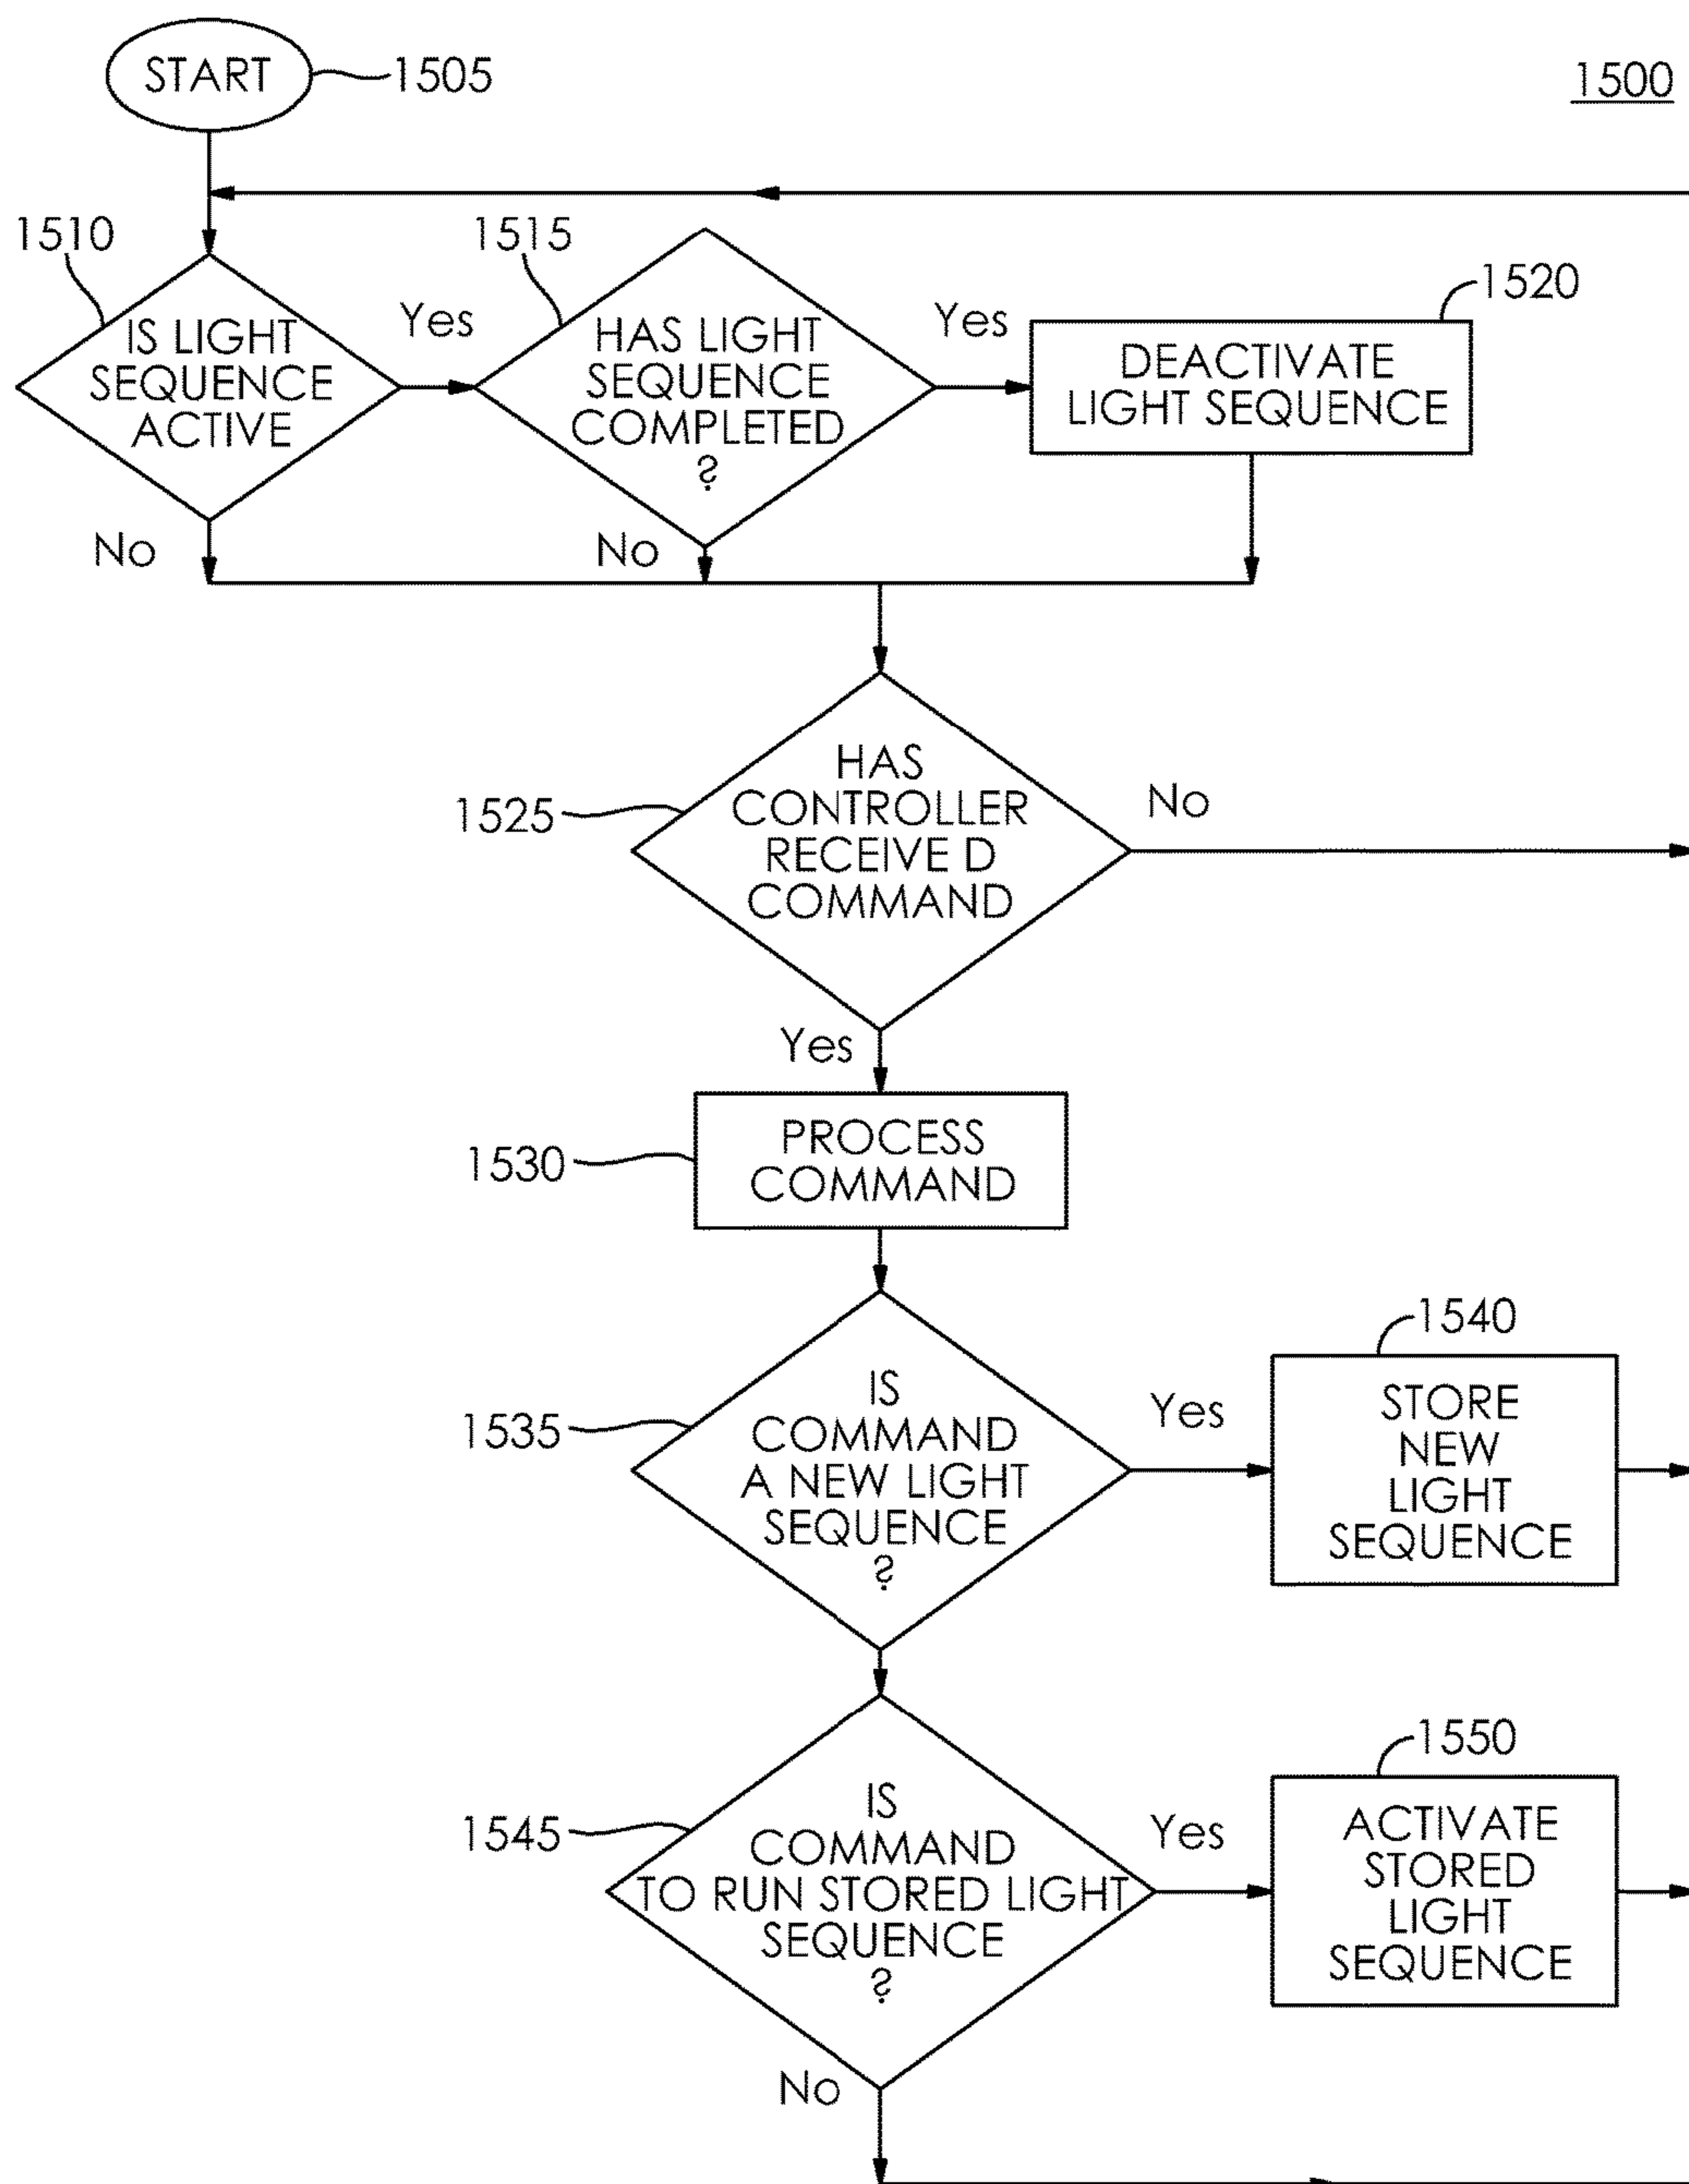 START
1505
1500
1510
1515
1520
IS LIGHT
SEQUENCE
ACTIVE
Yes
HAS LIGHT
SEQUENCE
COMPLETED
?
Yes
DEACTIVATE
LIGHT SEQUENCE
No
No
1525
HAS
CONTROLLER
RECEIVE D
COMMAND
No
Yes
1530
PROCESS
COMMAND
1535
IS
COMMAND
A NEW LIGHT
SEQUENCE
?
Yes
1540
STORE
NEW
LIGHT
SEQUENCE
1545
IS
COMMAND
TO RUN STORED LIGHT
SEQUENCE
?
Yes
1550
ACTIVATE
STORED
LIGHT
SEQUENCE
No